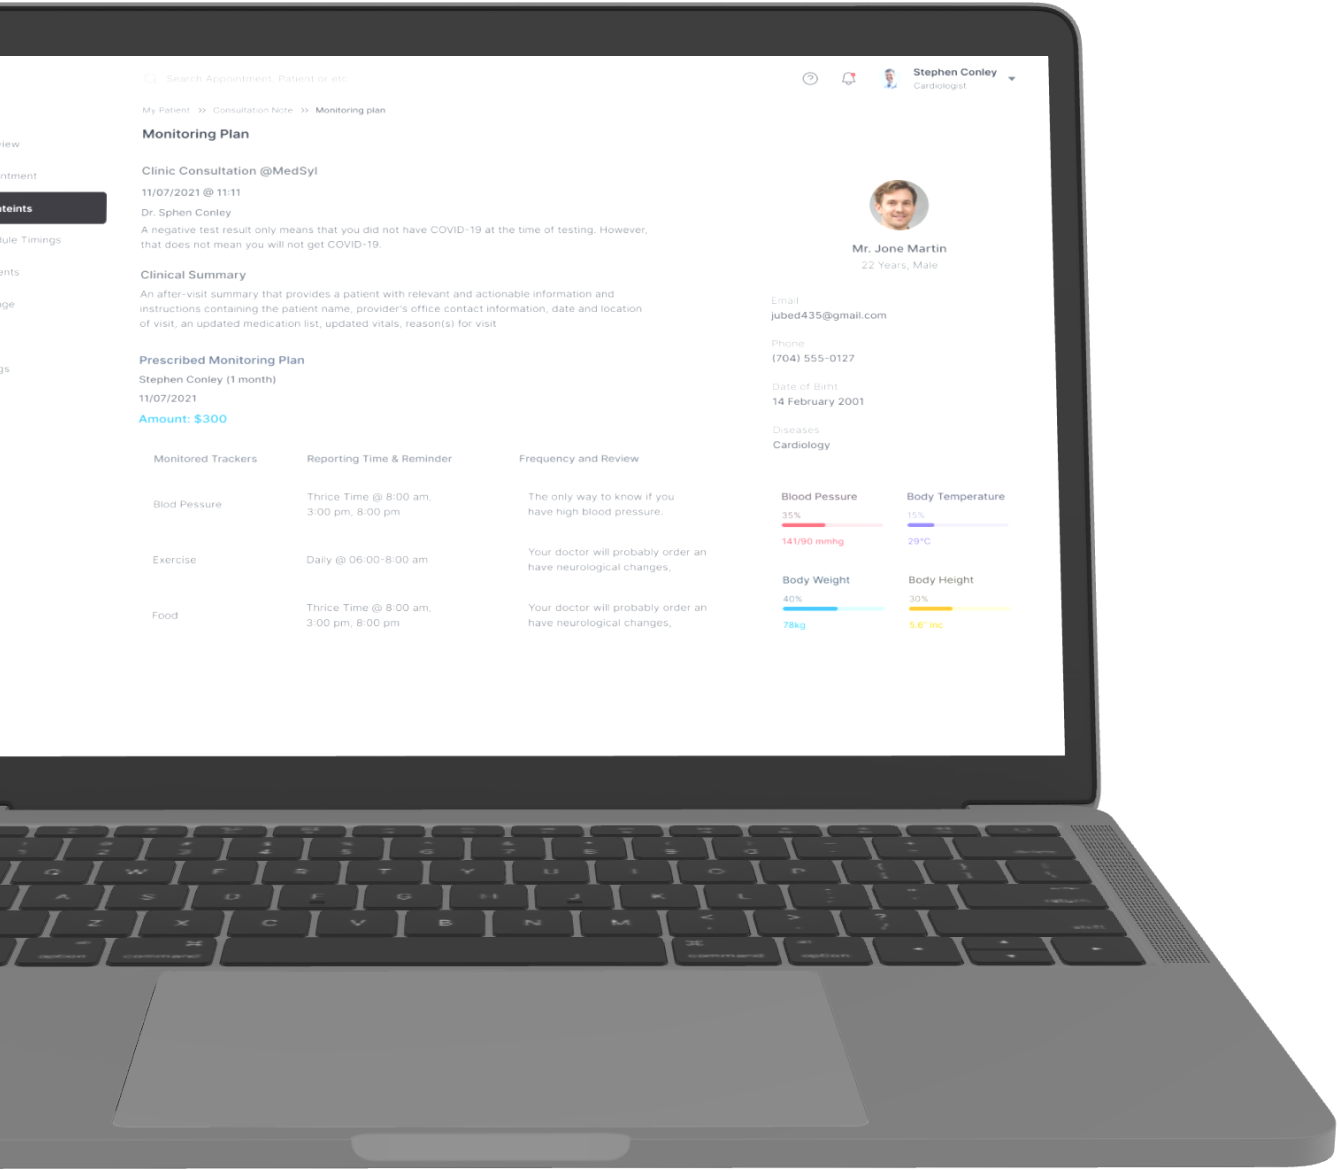 Search Appointment, Patient or etc
Stephen Conley
Cardiologist
My Patient >> Consultation Note >> Monitoring plan
Monitoring Plan
Clinic Consultation @MedSyl
11/07/2021 @ 11:11
Dr. Sphen Conley
A negative test result only means that you did not have COVID-19 at the time of testing. However,
that does not mean you will not get COVID-19.
Clinical Summary
An after-visit summary that provides a patient with relevant and actionable information and
instructions containing the patient name, provider's office contact information, date and location
of visit, an updated medication list, updated vitals, reason(s) for visit
Prescribed Monitoring Plan
Stephen Conley (1 month)
11/07/2021
Amount: $300
Monitored Trackers Reporting Time & Reminder Frequency and Review
Blod Pessure
Thrice Time @ 8:00 am,
3:00 pm, 8:00 pm
The only way to know if you
have high blood pressure.
Exercise
Daily @ 06:00-8:00 am
Your doctor will probably order an
have neurological changes,
Food
Thrice Time @ 8:00 am,
3:00 pm, 8:00 pm
Your doctor will probably order an
have neurological changes,
iew
ntment
teints
lule Timings
ents
ge
gs
Mr. Jone Martin
22 Years, Male
Email
jubed435@gmail.com
Phone
(704) 555-0127
Date of Birht
14 February 2001
Diseases
Cardiology
Blood Pessure Body Temperature
35% 15%
141/90 mmhg 29°C
Body Weight Body Height
40% 30%
78kg 5.6" inc
Q W
A S D F G H J K L
Z X C V B N M
option command command option